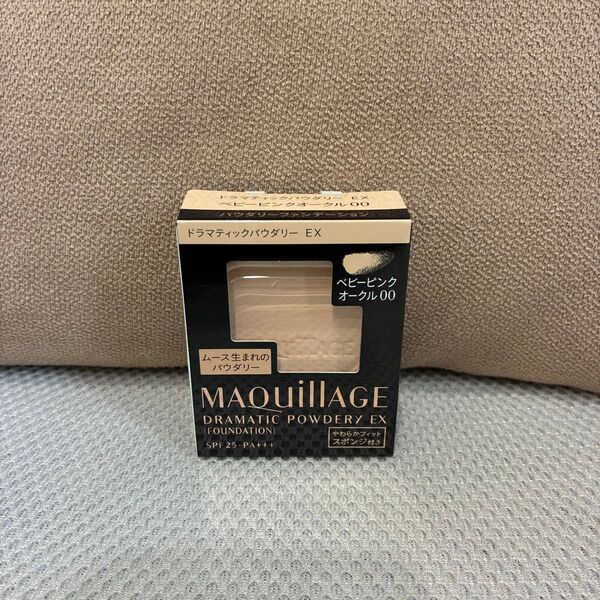 ドラマティックパウダリー EX
ベビーピンクオークル00
パウダリーファンデーション
ドラマティックパウダリー EX
ベビーピンク
オークル00
ムース生まれの
パウダリー
MAQuillAGE
DRAMATIC POWDERY EX
(FOUNDATION)
やわらかフィット
スポンジ付き
SPF25・PA+++